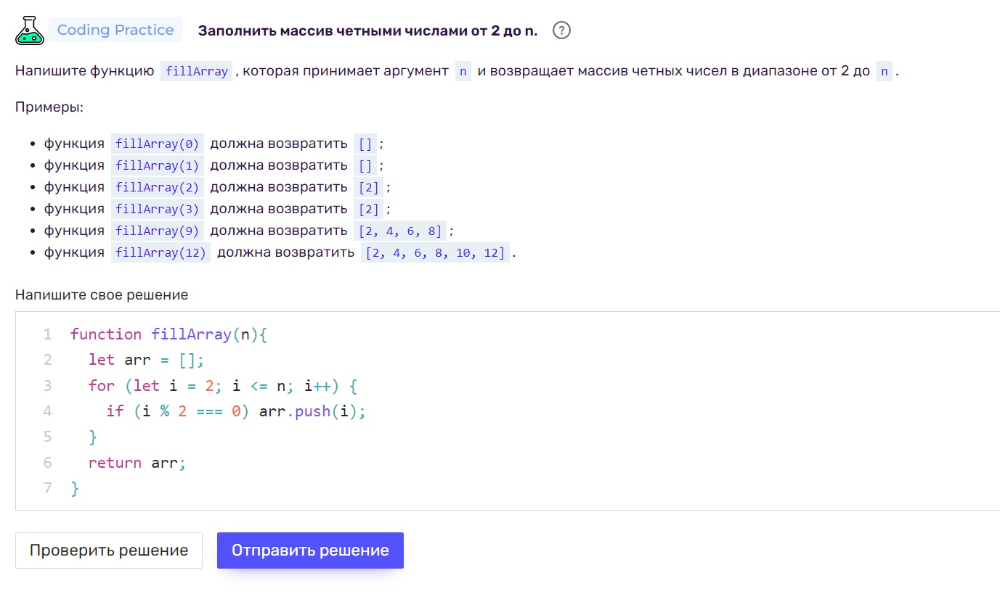 Coding Practice Заполнить массив четными числами от 2 до n. ?
Напишите функцию fillArray , которая принимает аргумент n и возвращает массив четных чисел в диапазоне от 2 до n .
Примеры:
• функция fillArray(0) должна возвратить [] ;
• функция fillArray(1) должна возвратить [] ;
• функция fillArray(2) должна возвратить [2] ;
• функция fillArray(3) должна возвратить [2] ;
• функция fillArray(9) должна возвратить [2, 4, 6, 8] ;
• функция fillArray(12) должна возвратить [2, 4, 6, 8, 10, 12] .
Напишите свое решение
1 function fillArray(n){
2 let arr = [];
3 for (let i = 2; i <= n; i++) {
4 if (i % 2 === 0) arr.push(i);
5 }
6 return arr;
7 }
Проверить решение Отправить решение